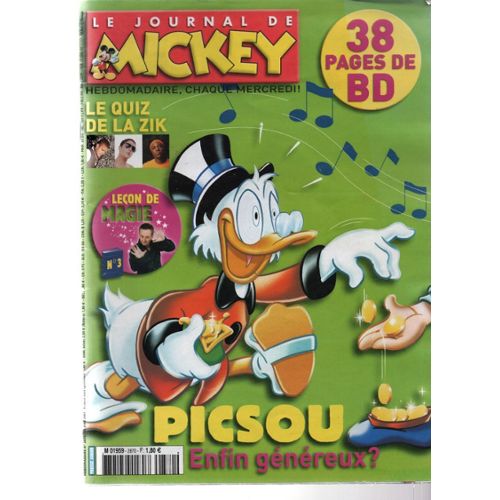 LE JOURNAL DE
MICKEY
HEBDOMADAIRE, CHAQUE MERCREDI!
38
PAGES DE
BD
LE QUIZ
DE LA ZIK
LEÇON DE
MAGIE
N°3
PICSOU
Enfin généreux?
M 01959 - 2870 - F: 1,80 €